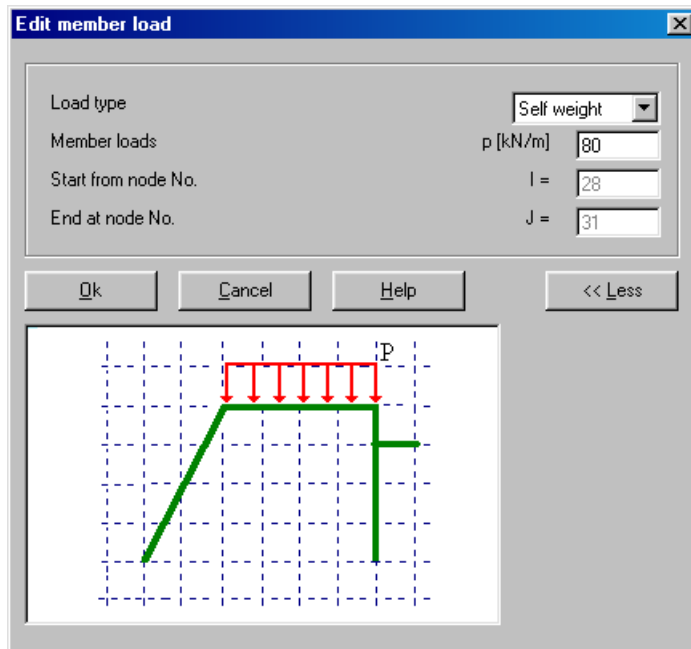 Edit member load
Load type Self weight
Member loads p [kN/m] 80
Start from node No. I = 28
End at node No. J = 31
Ok Cancel Help << Less
P